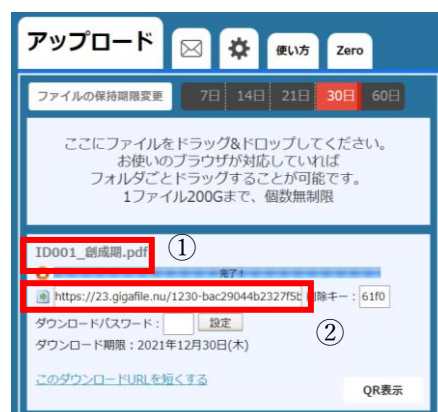 アップロード 使い方 Zero
ファイルの保持期限変更 7日 14日 21日 30日 60日
ここにファイルをドラッグ&ドロップしてください。
お使いのブラウザが対応していれば
フォルダごとドラッグすることが可能です。
1ファイル200Gまで、個数無制限
ID001_創成期.pdf ①
完了!
https://23.gigafile.nu/1230-bac29044b2327f5b 削除キー: 61f0
ダウンロードパスワード: 設定 ②
ダウンロード期限:2021年12月30日(木)
このダウンロードURLを短くする
QR表示